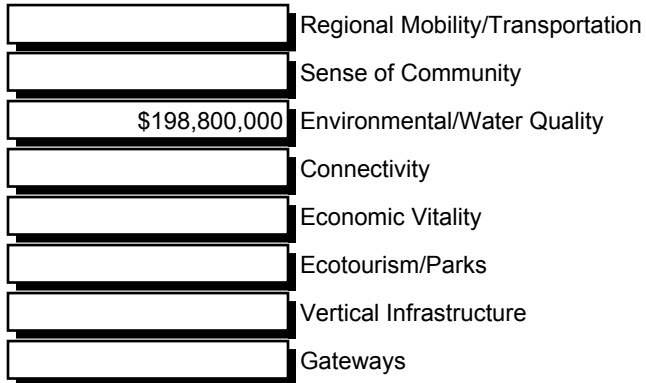 Regional Mobility/Transportation
Sense of Community
$198,800,000 Environmental/Water Quality
Connectivity
Economic Vitality
Ecotourism/Parks
Vertical Infrastructure
Gateways